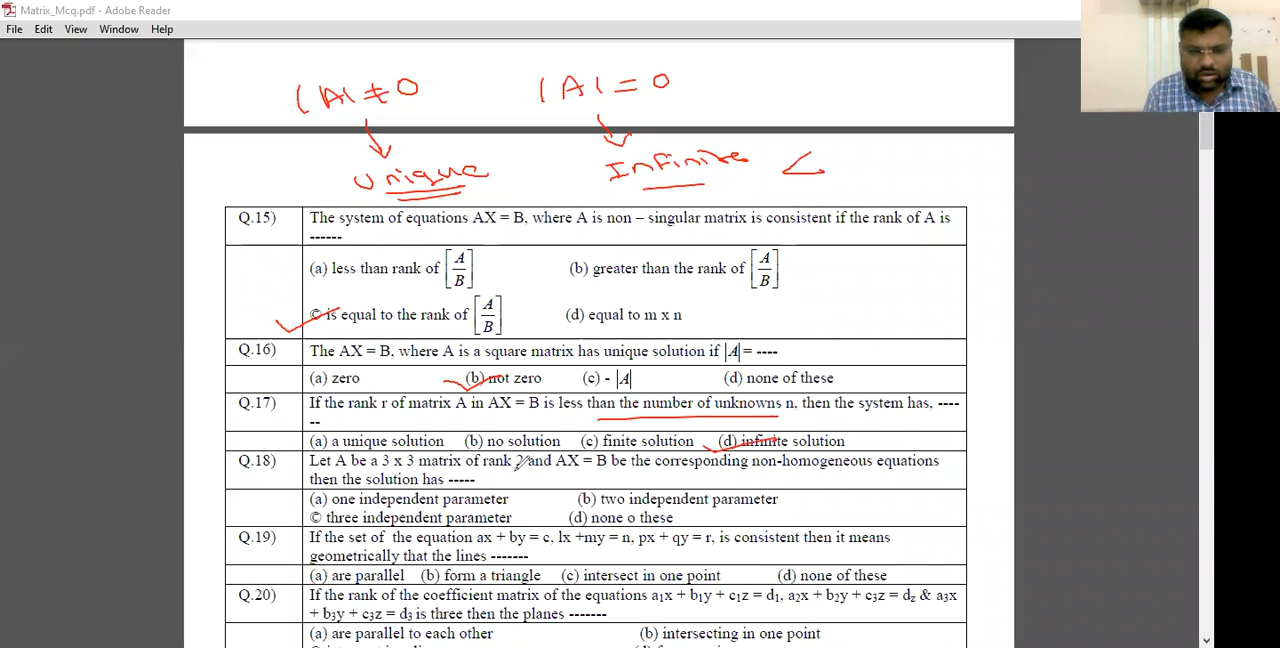 Matrix_Mcq.pdf - Adobe Reader
File Edit View Window Help
|A| ≠ 0 |A| = 0
Unique Infinite
Q.15) The system of equations AX = B, where A is non – singular matrix is consistent if the rank of A is
------
(a) less than rank of [A/B] (b) greater than the rank of [A/B]
© is equal to the rank of [A/B] (d) equal to m x n
Q.16) The AX = B, where A is a square matrix has unique solution if |A| = ----
(a) zero (b) not zero (c) - |A| (d) none of these
Q.17) If the rank r of matrix A in AX = B is less than the number of unknowns n, then the system has, ----
--
(a) a unique solution (b) no solution (c) finite solution (d) infinite solution
Q.18) Let A be a 3 x 3 matrix of rank 2 and AX = B be the corresponding non-homogeneous equations
then the solution has -----
(a) one independent parameter (b) two independent parameter
© three independent parameter (d) none o these
Q.19) If the set of the equation ax + by = c, lx +my = n, px + qy = r, is consistent then it means
geometrically that the lines -------
(a) are parallel (b) form a triangle (c) intersect in one point (d) none of these
Q.20) If the rank of the coefficient matrix of the equations a₁x + b₁y + c₁z = d₁, a₂x + b₂y + c₃z = d_z & a₃x
+ b₃y + c₃z = d₃ is three then the planes -------
(a) are parallel to each other (b) intersecting in one point